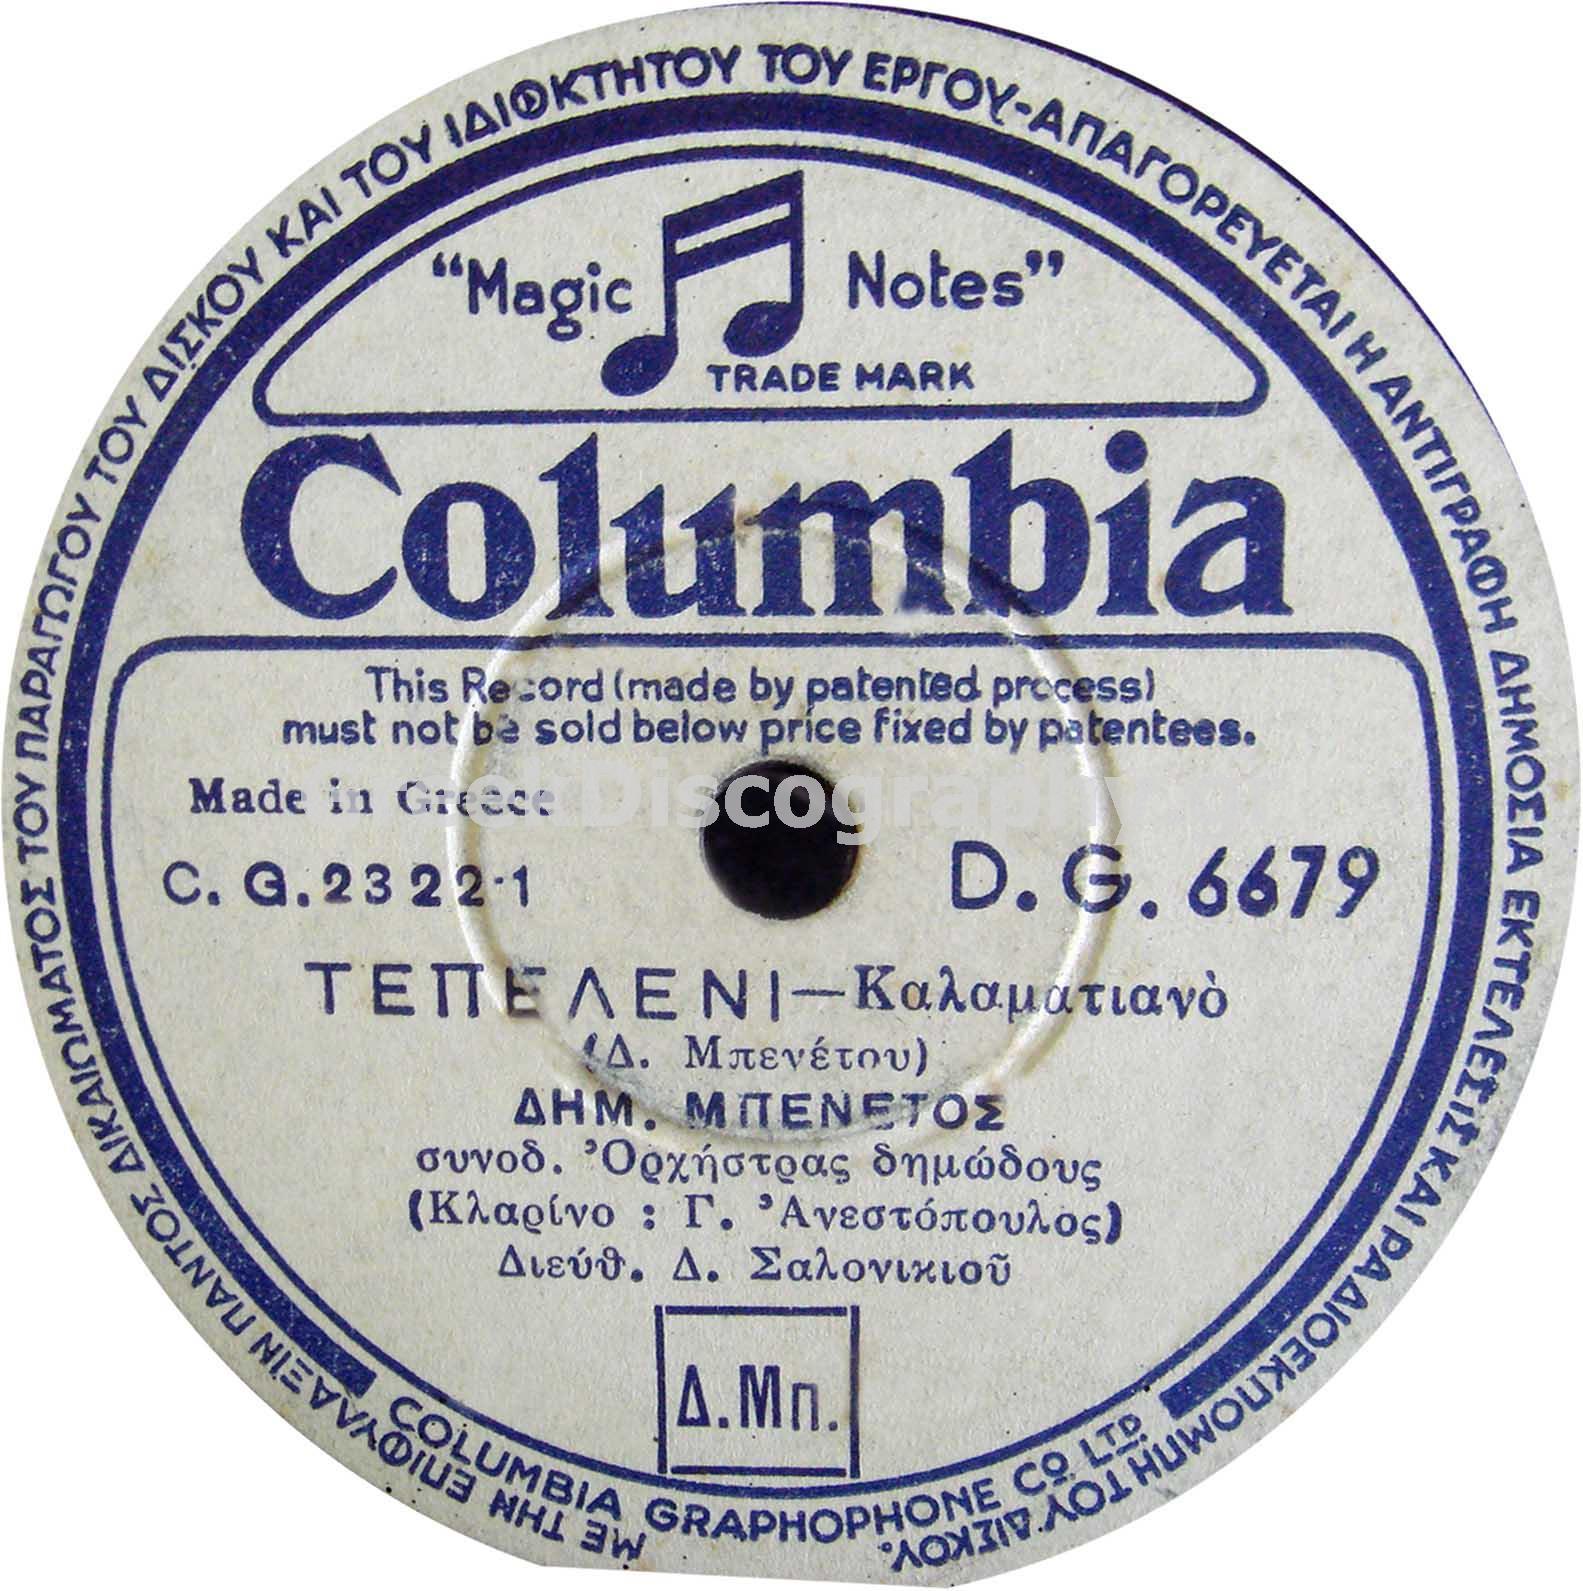 ΜΕ ΤΗΝ ΕΠΙΦΥΛΑΞΙΝ ΠΑΝΤΟΣ ΔΙΚΑΙΩΜΑΤΟΣ ΤΟΥ ΠΑΡΑΓΩΓΟΥ ΤΟΥ ΔΙΣΚΟΥ ΚΑΙ ΤΟΥ ΙΔΙΟΚΤΗΤΟΥ ΤΟΥ ΕΡΓΟΥ-ΑΠΑΓΟΡΕΥΕΤΑΙ Η ΑΝΤΙΓΡΑΦΗ ΔΗΜΟΣΙΑ ΕΚΤΕΛΕΣΙΣ ΚΑΙ ΡΑΔΙΟΕΚΠΟΜΠΗ ΤΟΥ ΔΙΣΚΟΥ.
"Magic Notes"
TRADE MARK
Columbia
This Record (made by patented process)
must not be sold below price fixed by patentees.
Made in Greece
Greek Discography
C. G. 2322-1 D. G. 6679
ΤΕΠΕΛΕΝΙ—Καλαματιανὸ
(Δ. Μπενέτου)
ΔΗΜ. ΜΠΕΝΕΤΟΣ
συνοδ. Ὀρχήστρας δημώδους
(Κλαρίνο : Γ. Ἀνεστόπουλος)
Διεύθ. Δ. Σαλονικιοῦ
Δ.Μπ.
COLUMBIA GRAPHOPHONE CO LTD.